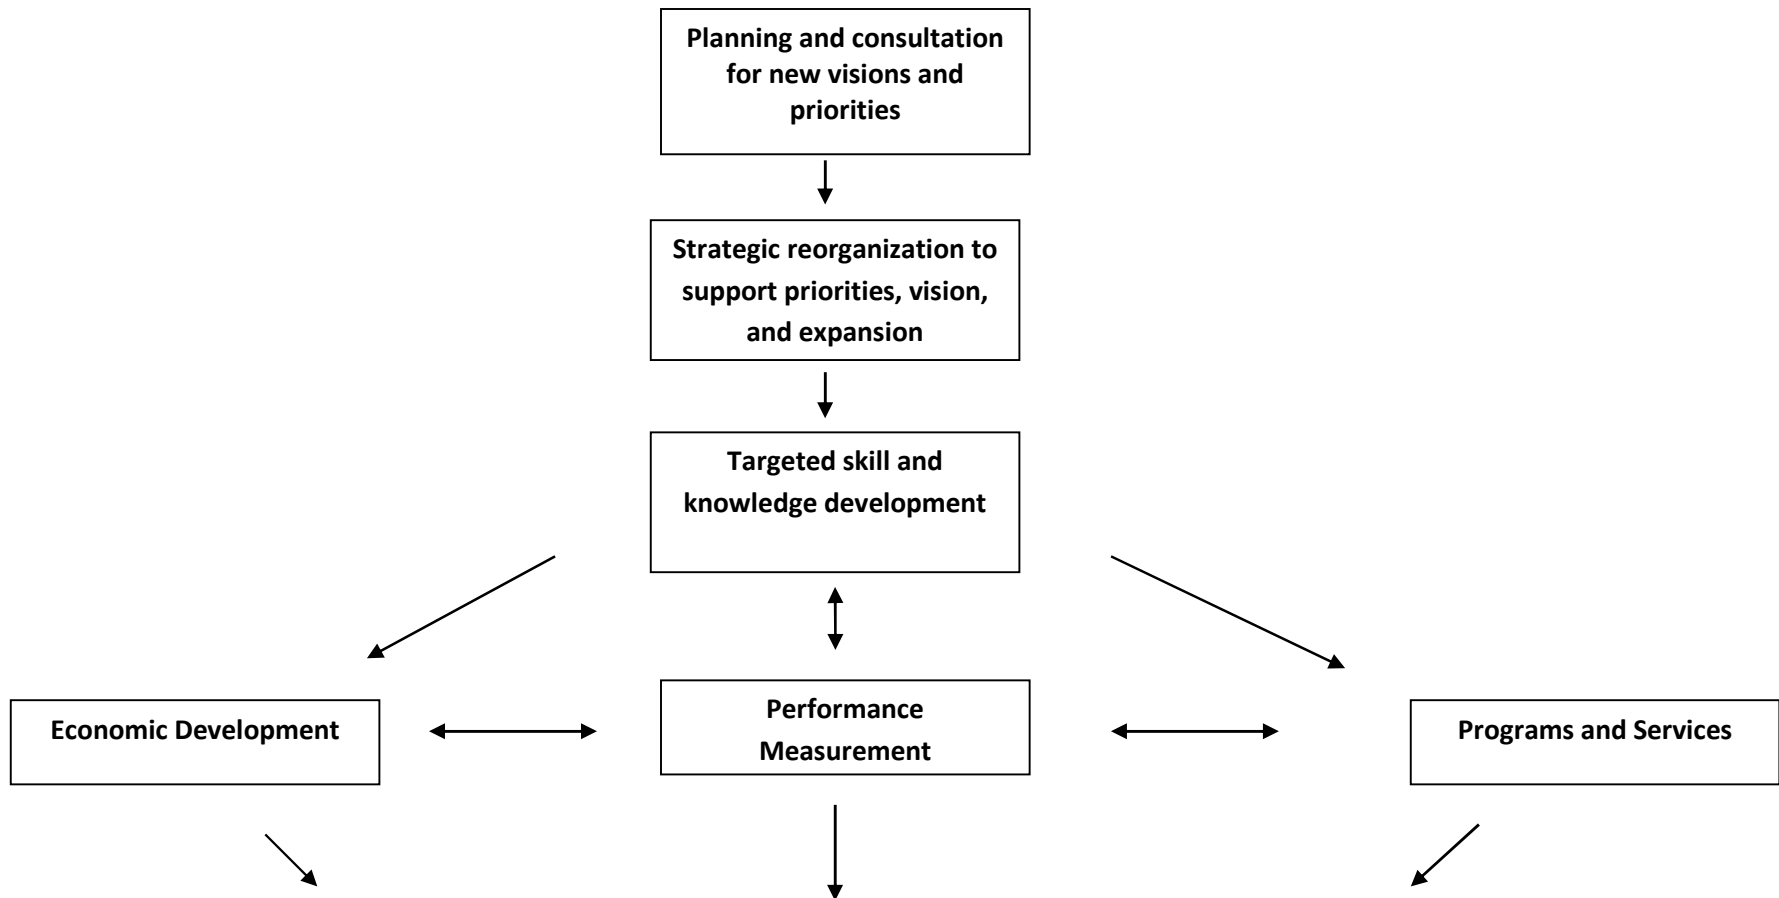 Planning and consultation
for new visions and
priorities
Strategic reorganization to
support priorities, vision,
and expansion
Targeted skill and
knowledge development
Economic Development
Performance
Measurement
Programs and Services